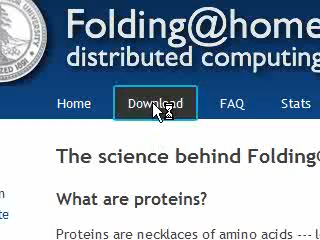 Folding@home
distributed computing
Home Download FAQ Stats
The science behind Folding@
What are proteins?
Proteins are necklaces of amino acids ---